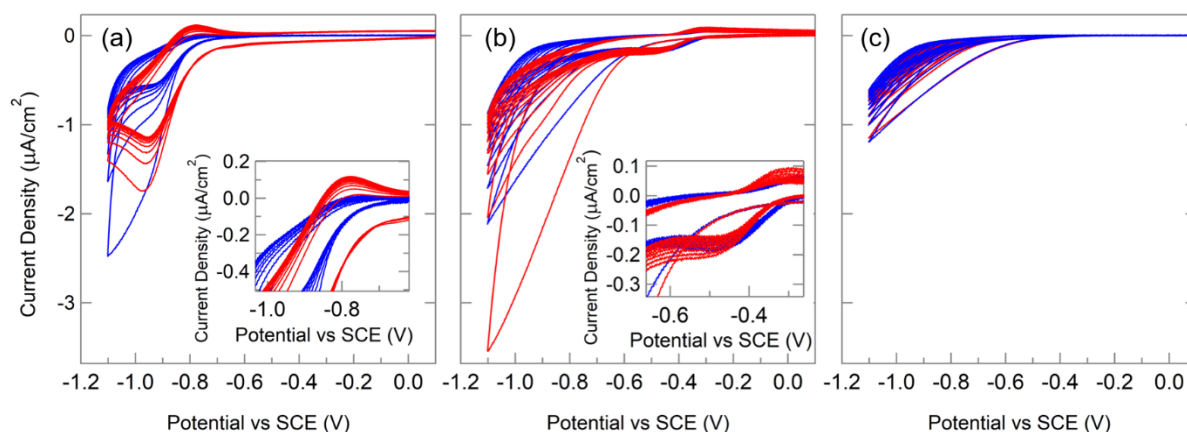 (a) (b) (c)
0
-1
-2
-3
Current Density (µA/cm²)
0.2
0.0
-0.2
-0.4
Current Density (µA/cm²)
-1.0 -0.8
Potential vs SCE (V)
0.1
0.0
-0.1
-0.2
-0.3
Current Density (µA/cm²)
-0.6 -0.4
Potential vs SCE (V)
-1.2 -1.0 -0.8 -0.6 -0.4 -0.2 0.0
-1.2 -1.0 -0.8 -0.6 -0.4 -0.2 0.0
-1.2 -1.0 -0.8 -0.6 -0.4 -0.2 0.0
Potential vs SCE (V)
Potential vs SCE (V)
Potential vs SCE (V)